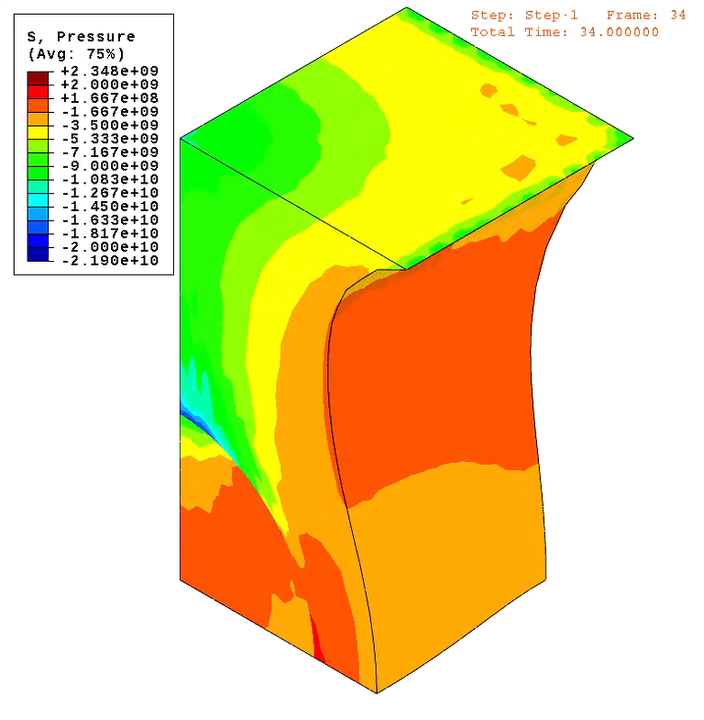 Step: Step-1 Frame: 34
Total Time: 34.000000
S, Pressure
(Avg: 75%)
+2.348e+09
+2.000e+09
+1.667e+08
-1.667e+09
-3.500e+09
-5.333e+09
-7.167e+09
-9.000e+09
-1.083e+10
-1.267e+10
-1.450e+10
-1.633e+10
-1.817e+10
-2.000e+10
-2.190e+10